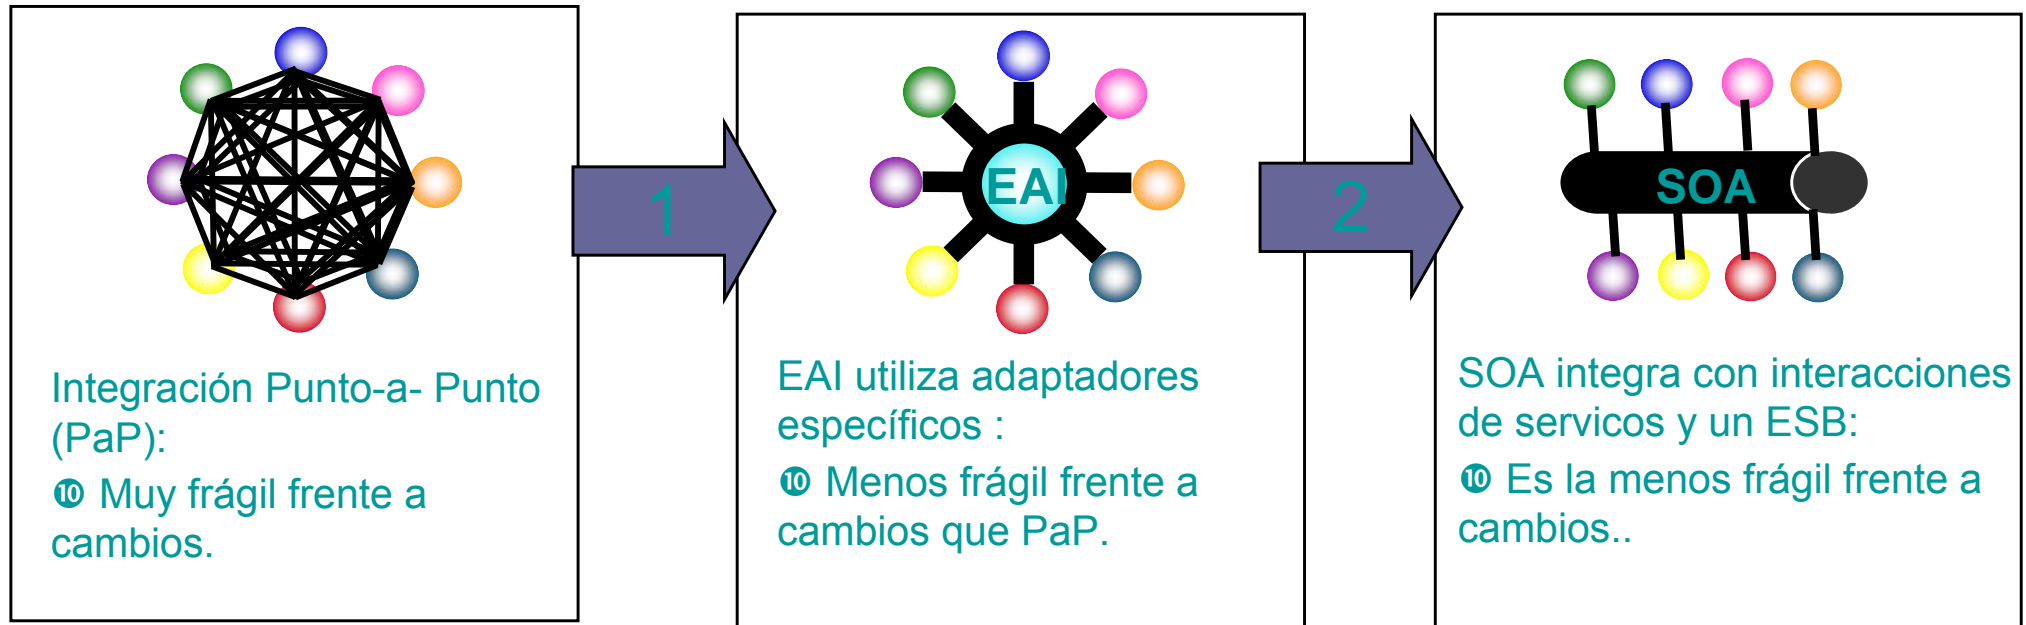 Integración Punto-a- Punto
(PaP):
❿ Muy frágil frente a
cambios.
1
EAI
EAI utiliza adaptadores
específicos :
❿ Menos frágil frente a
cambios que PaP.
2
SOA
SOA integra con interacciones
de servicos y un ESB:
❿ Es la menos frágil frente a
cambios..